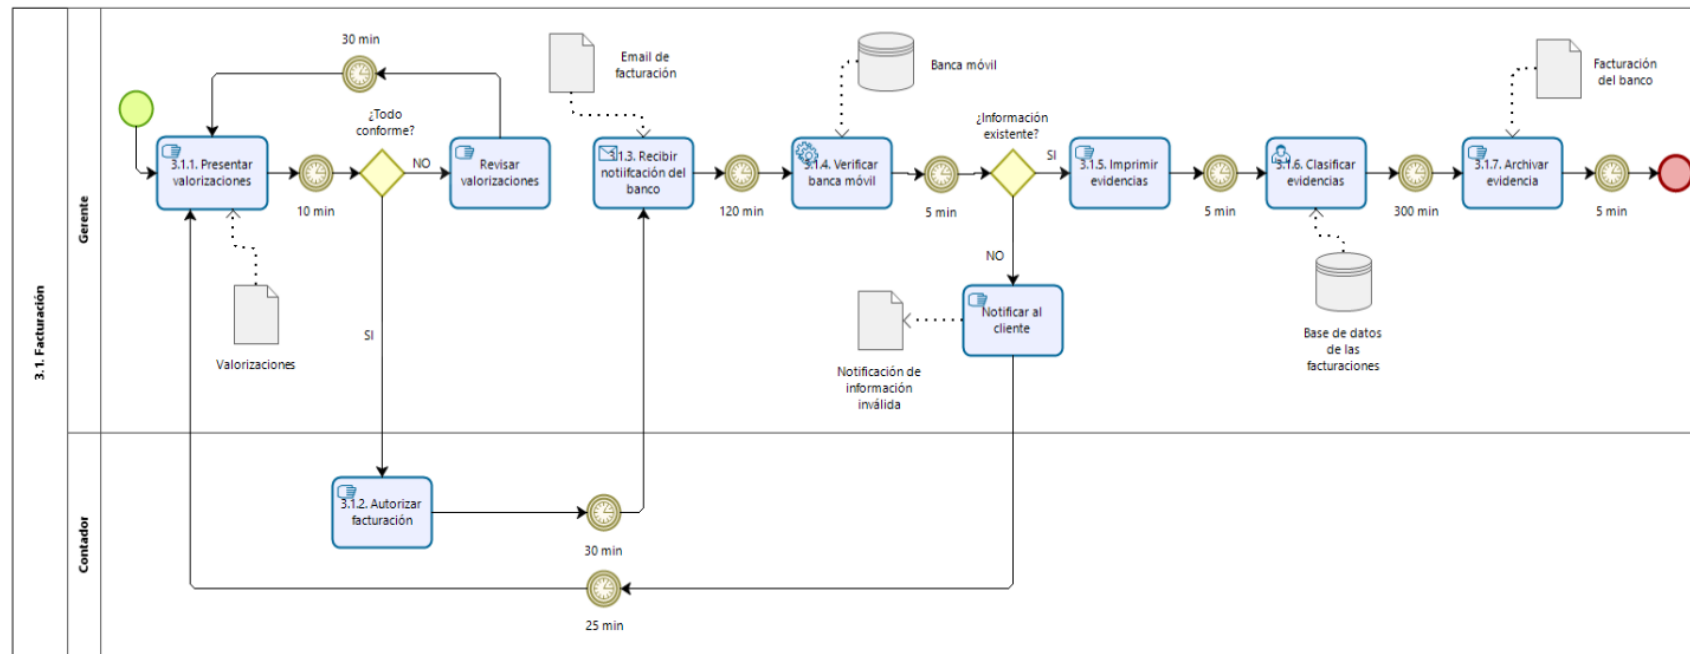 3.1. Facturación
Gerente
Contador
30 min
¿Todo
conforme?
3.1.1. Presentar
valorizaciones
10 min
NO
Revisar
valorizaciones
SI
Valorizaciones
Email de
facturación
3.1.3. Recibir
notiifcación del
banco
120 min
Banca móvil
3.1.4. Verificar
banca móvil
5 min
¿Información
existente?
SI
NO
Notificar al
cliente
Notificación de
información
inválida
3.1.5. Imprimir
evidencias
5 min
3.1.6. Clasificar
evidencias
300 min
Base de datos
de las
facturaciones
Facturación
del banco
3.1.7. Archivar
evidencia
5 min
3.1.2. Autorizar
facturación
30 min
25 min